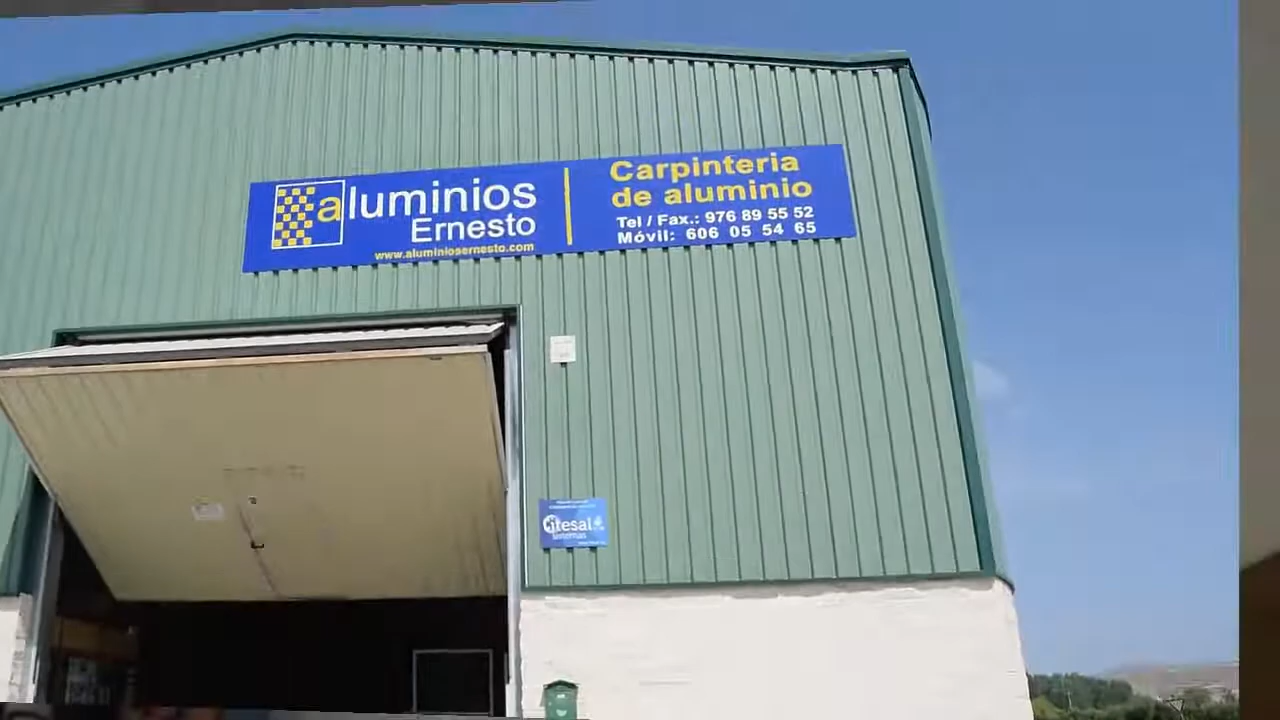 aluminios
Ernesto
www.aluminiosernesto.com
Carpinteria
de aluminio
Tel / Fax.: 976 89 55 52
Móvil: 606 05 54 65
itesal
sistemas